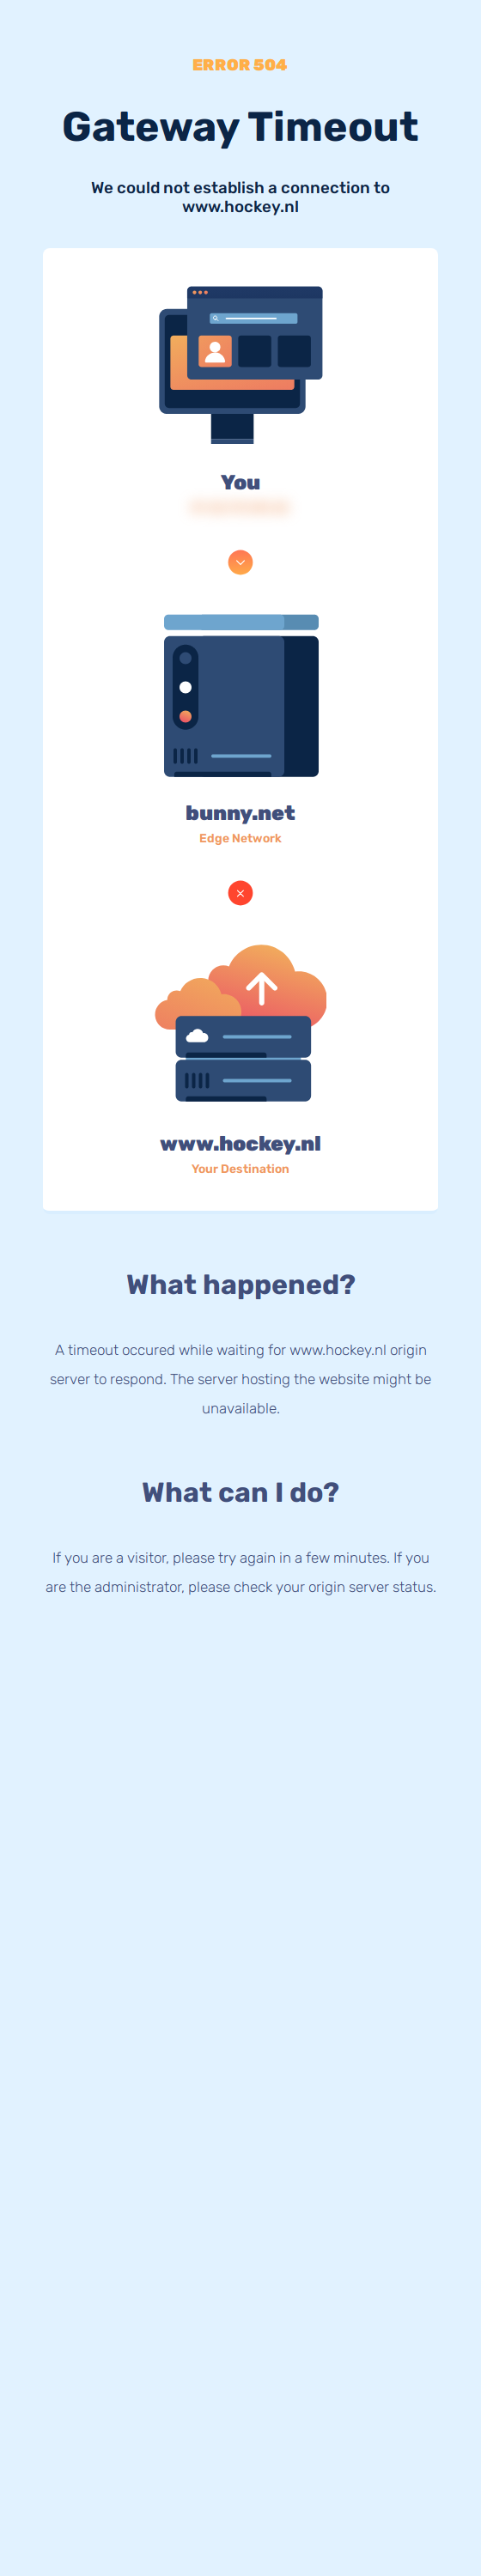 ERROR 504
Gateway Timeout
We could not establish a connection to
www.hockey.nl
You
bunny.net
Edge Network
www.hockey.nl
Your Destination
What happened?
A timeout occured while waiting for www.hockey.nl origin
server to respond. The server hosting the website might be
unavailable.
What can I do?
If you are a visitor, please try again in a few minutes. If you
are the administrator, please check your origin server status.